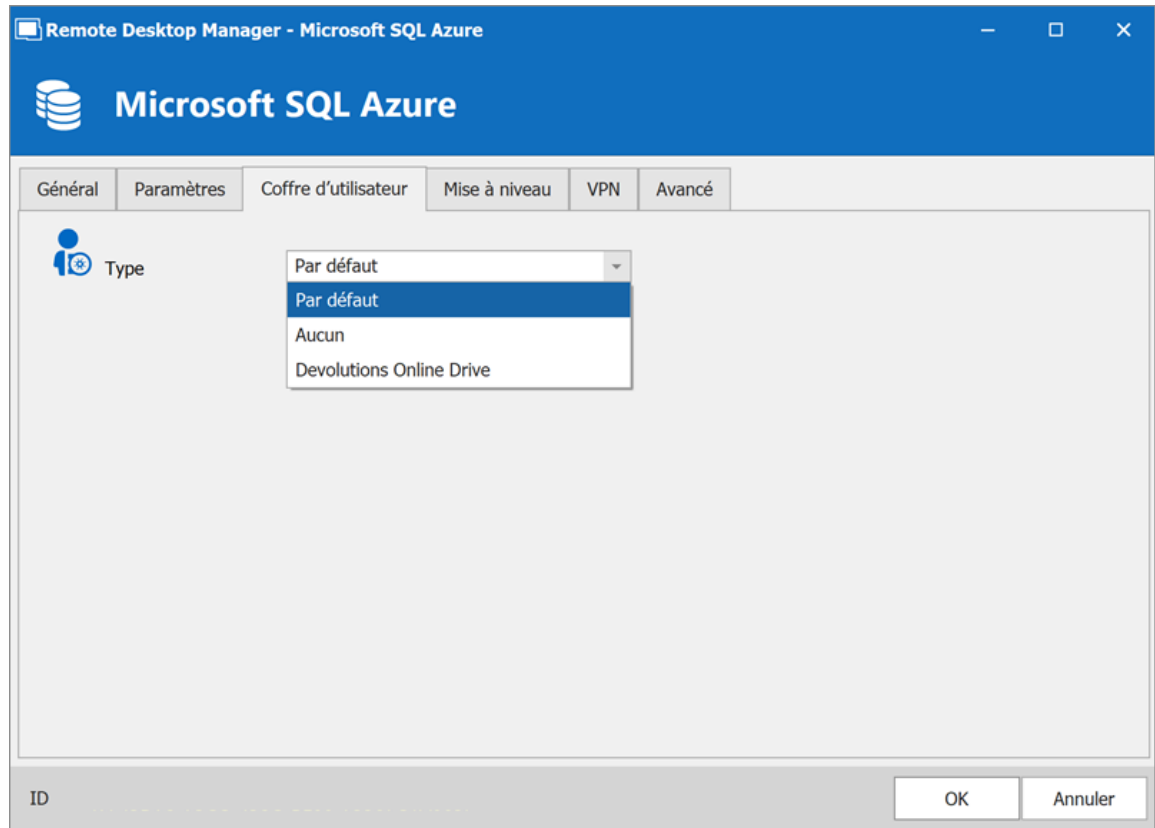 Remote Desktop Manager - Microsoft SQL Azure
Microsoft SQL Azure
Général Paramètres Coffre d'utilisateur Mise à niveau VPN Avancé
Type Par défaut
Par défaut
Aucun
Devolutions Online Drive
ID OK Annuler